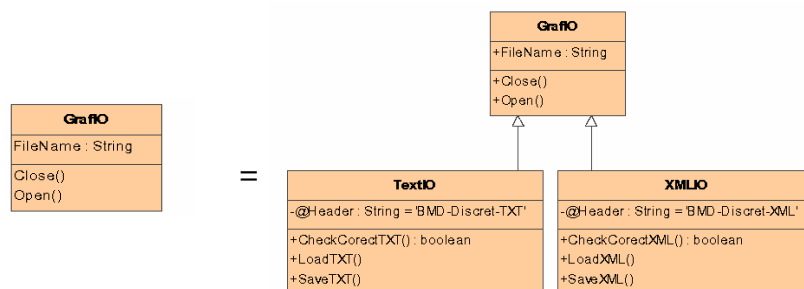 GrafIO
FileName : String
Close()
Open()
=
GrafIO
+FileName : String
+Close()
+Open()
TextIO
-@Header : String = 'BMD-Discret-TXT'
+CheckCorectTXT() : boolean
+LoadTXT()
+SaveTXT()
XMLIO
-@Header : String = 'BMD-Discret-XML'
+CheckCorectXML() : boolean
+LoadXML()
+SaveXML()